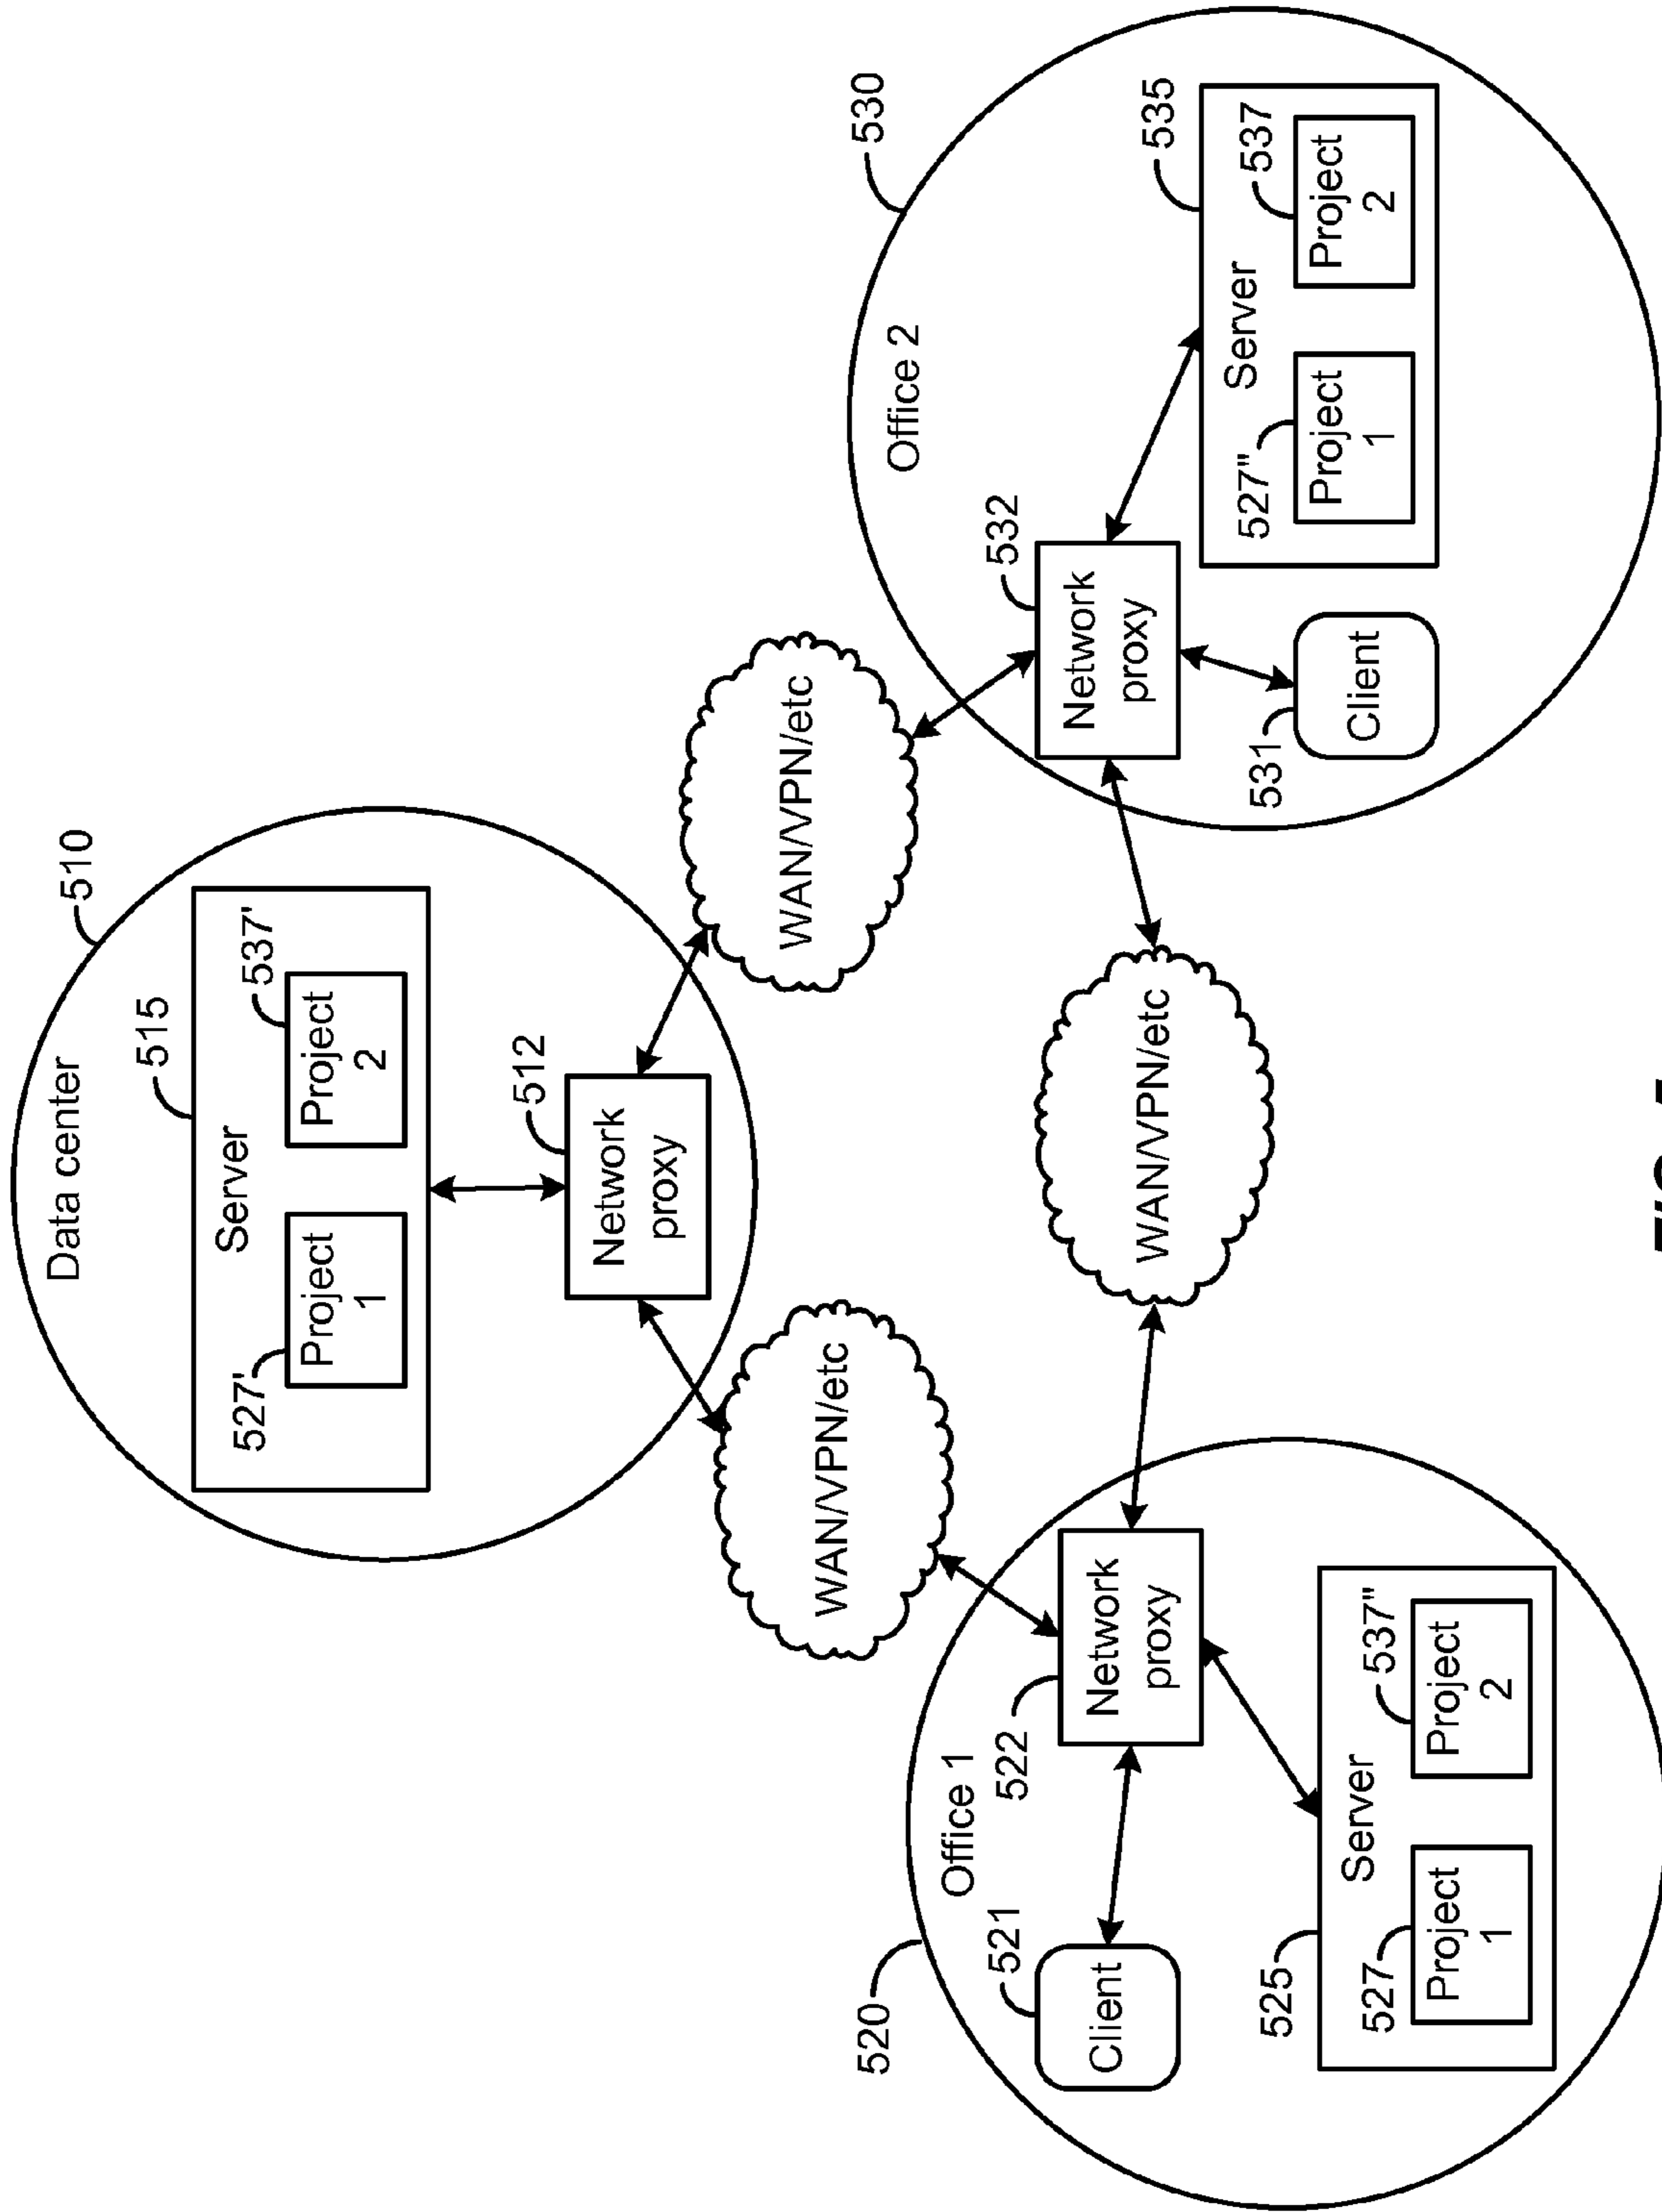 Data center
510
515
Server
527'
Project
1
537'
Project
2
512
Network
proxy
WAN/VPN/etc
WAN/VPN/etc
520
Office 1
521
Client
522
Network
proxy
525
Server
527
Project
1
537"
Project
2
WAN/VPN/etc
530
Office 2
532
Network
proxy
531
Client
535
Server
527"
Project
1
537
Project
2